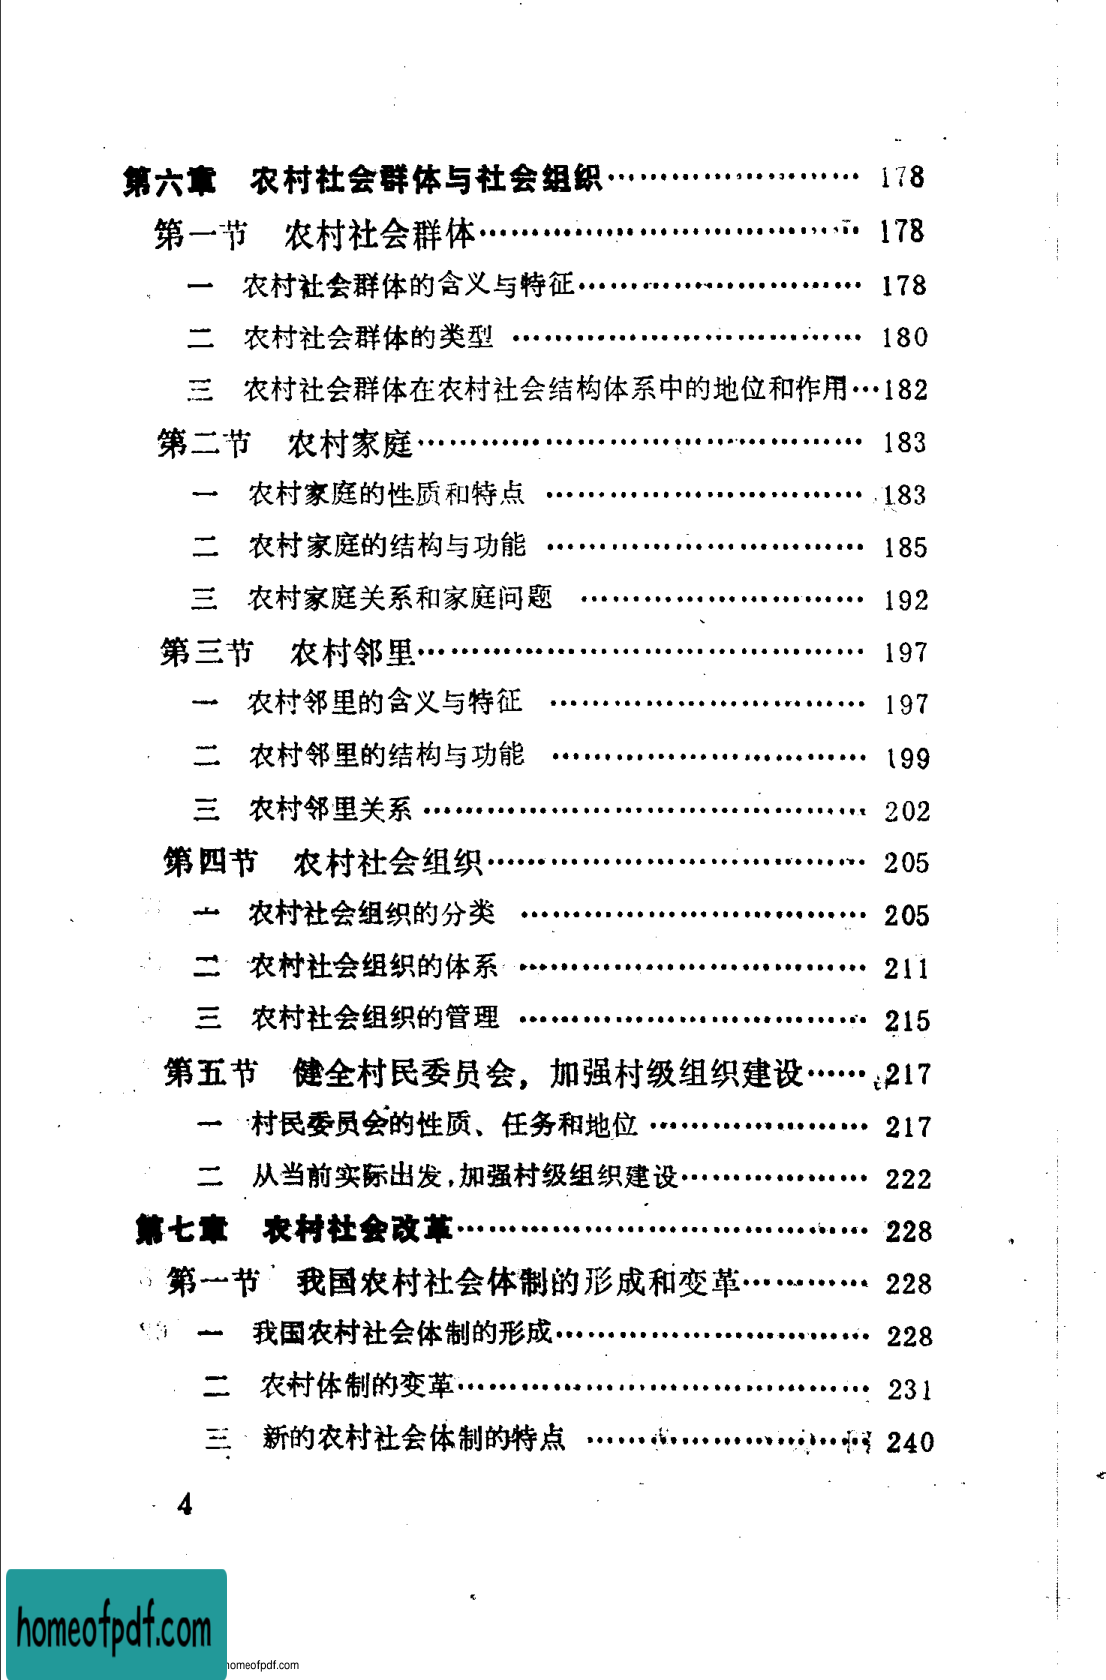 第六章 农村社会群体与社会组织…………………… 178
第一节 农村社会群体……………………………… 178
一 农村社会群体的含义与特征……………………… 178
二 农村社会群体的类型 …………………………… 180
三 农村社会群体在农村社会结构体系中的地位和作用…182
第二节 农村家庭…………………………………… 183
一 农村家庭的性质和特点 ………………………… 183
二 农村家庭的结构与功能 ………………………… 185
三 农村家庭关系和家庭问题 ……………………… 192
第三节 农村邻里…………………………………… 197
一 农村邻里的含义与特征 ………………………… 197
二 农村邻里的结构与功能 ………………………… 199
三 农村邻里关系 …………………………………… 202
第四节 农村社会组织……………………………… 205
一 农村社会组织的分类 …………………………… 205
二 农村社会组织的体系 …………………………… 211
三 农村社会组织的管理 …………………………… 215
第五节 健全村民委员会，加强村级组织建设…… 217
一 村民委员会的性质、任务和地位 ………………… 217
二 从当前实际出发，加强村级组织建设……………… 222
第七章 农村社会改革………………………………… 228
第一节 我国农村社会体制的形成和变革………… 228
一 我国农村社会体制的形成………………………… 228
二 农村体制的变革………………………………… 231
三 新的农村社会体制的特点 ……………………… 240
4
homeofpdf.com
homeofpdf.com